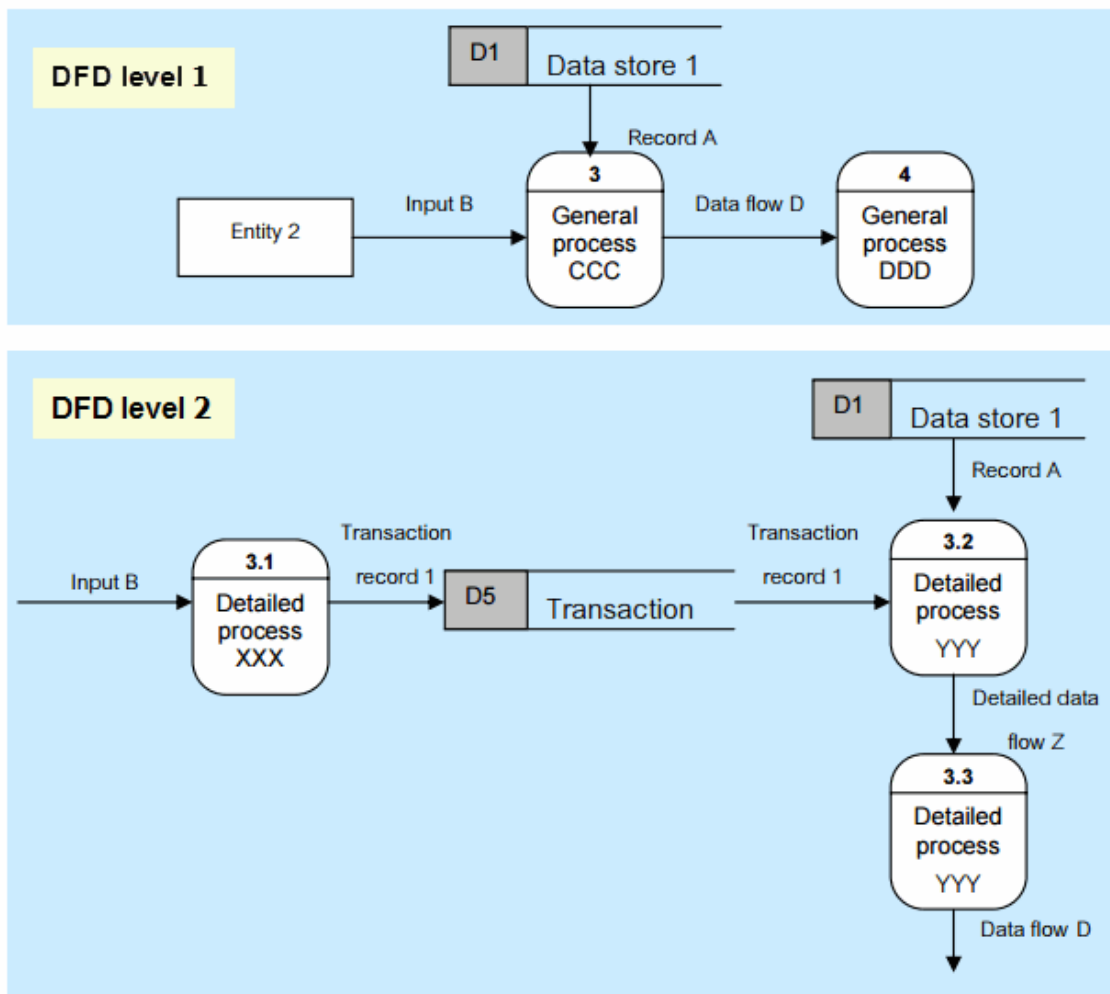 DFD level 1
D1
Data store 1
Record A
3
General
process
CCC
4
General
process
DDD
Input B
Data flow D
Entity 2
DFD level 2
D1
Data store 1
Record A
Input B
3.1
Detailed
process
XXX
Transaction
record 1
D5
Transaction
Transaction
record 1
3.2
Detailed
process
YYY
Detailed data
flow Z
3.3
Detailed
process
YYY
Data flow D